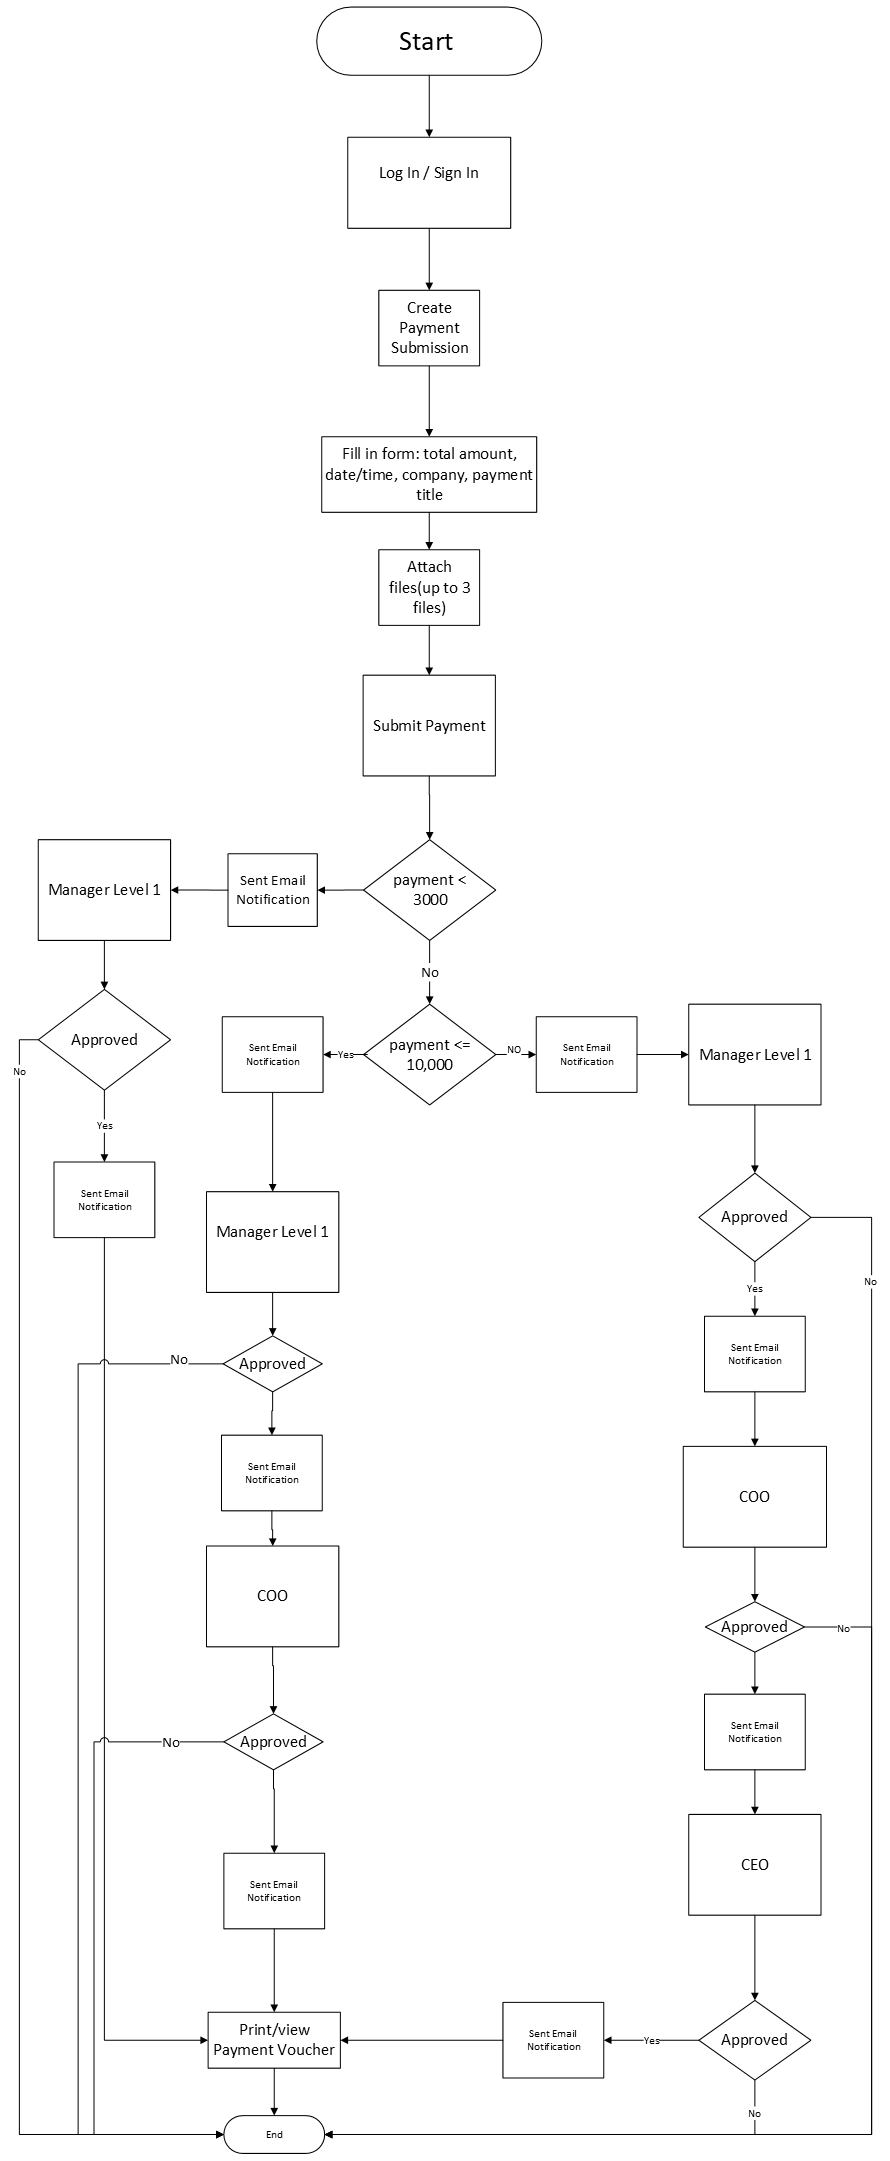 Start
Log In / Sign In
Create
Payment
Submission
Fill in form: total amount,
date/time, company, payment
title
Attach
files(up to 3
files)
Submit Payment
payment <
3000
Sent Email
Notification
Manager Level 1
No
Approved
No
Yes
Sent Email
Notification
payment <=
10,000
Yes
Sent Email
Notification
NO
Sent Email
Notification
Manager Level 1
Manager Level 1
Approved
No
Yes
Sent Email
Notification
Approved
No
Sent Email
Notification
COO
COO
Approved
No
Approved
No
Sent Email
Notification
Sent Email
Notification
CEO
Approved
Yes
No
Sent Email
Notification
Print/view
Payment Voucher
End